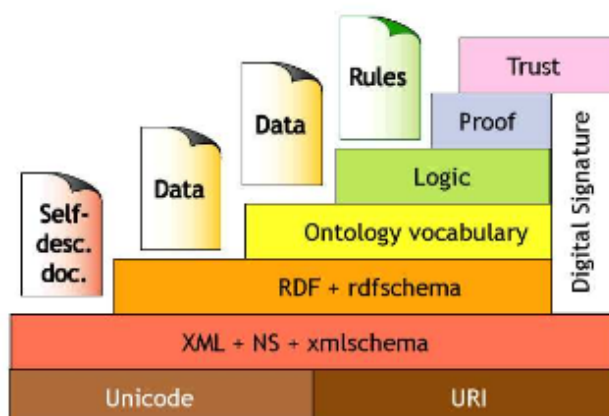 Trust
Rules
Proof
Data
Logic
Data
Digital Signature
Self-
desc.
doc.
Ontology vocabulary
RDF + rdfschema
XML + NS + xmlschema
Unicode
URI